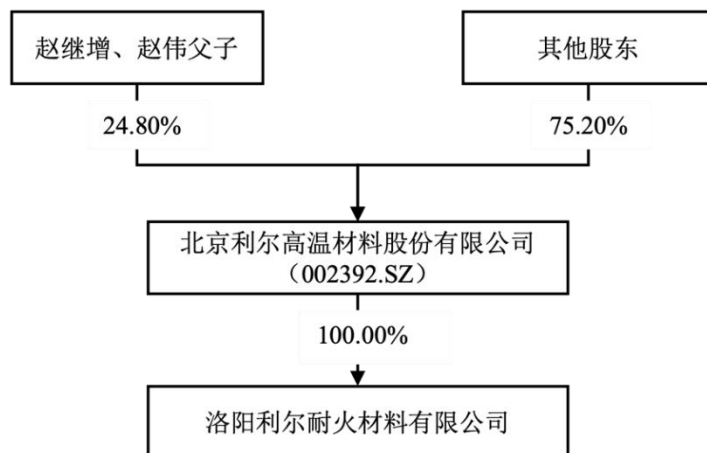 赵继增、赵伟父子
其他股东
24.80%
75.20%
北京利尔高温材料股份有限公司
（002392.SZ）
100.00%
洛阳利尔耐火材料有限公司